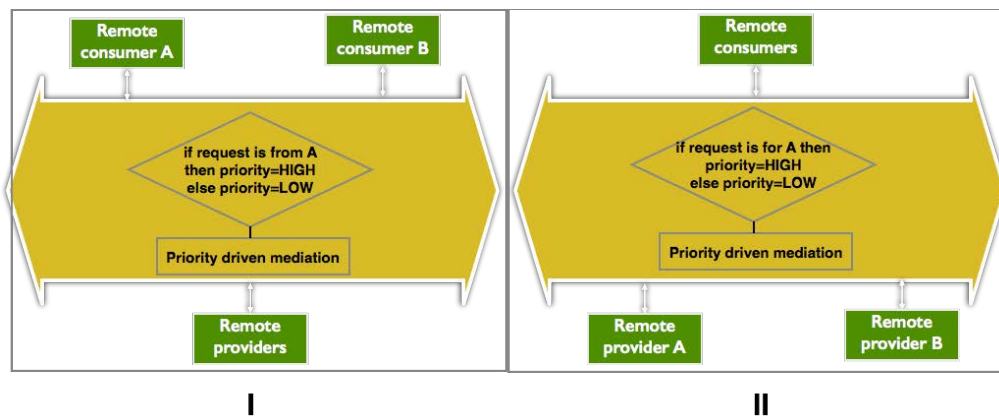 Remote
consumer A
Remote
consumer B
if request is from A
then priority=HIGH
else priority=LOW
Priority driven mediation
Remote
providers
I
Remote
consumers
if request is for A then
priority=HIGH
else priority=LOW
Priority driven mediation
Remote
provider A
Remote
provider B
II